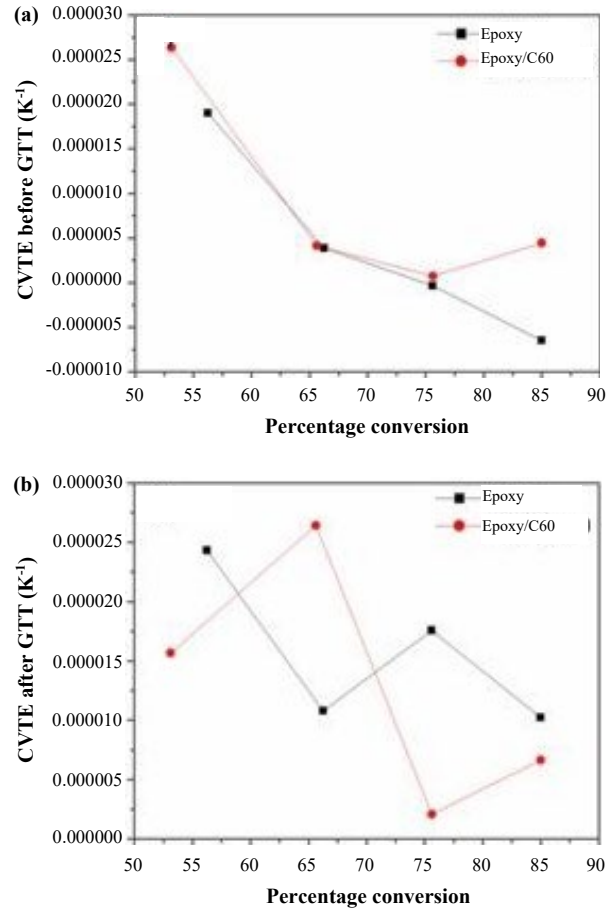 (a)
0.000030
0.000020
0.000015
0.000010
0.000005
0.000000
-0.000005
-0.000010
CVTE before GTT (K-1)
Epoxy
Epoxy/C60
50 55 60 65 70 75 80 85 90
Percentage conversion
(b)
0.000030
0.000025
0.000020
0.000015
0.000010
0.000005
0.000000
CVTE after GTT (K-1)
Epoxy
Epoxy/C60
50 55 60 65 70 75 80 85 90
Percentage conversion